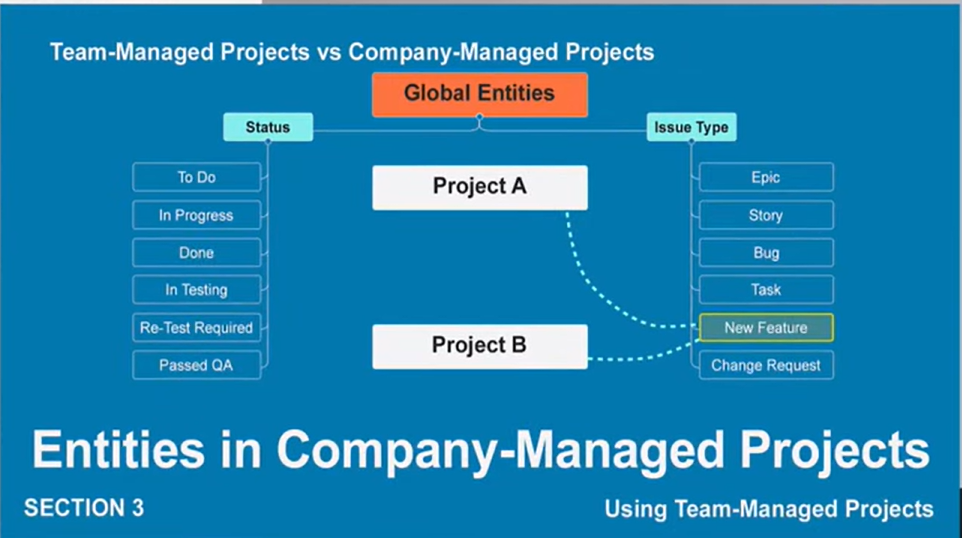 Team-Managed Projects vs Company-Managed Projects
Global Entities
Status
Issue Type
To Do
In Progress
Done
In Testing
Re-Test Required
Passed QA
Project A
Project B
Epic
Story
Bug
Task
New Feature
Change Request
Entities in Company-Managed Projects
SECTION 3
Using Team-Managed Projects